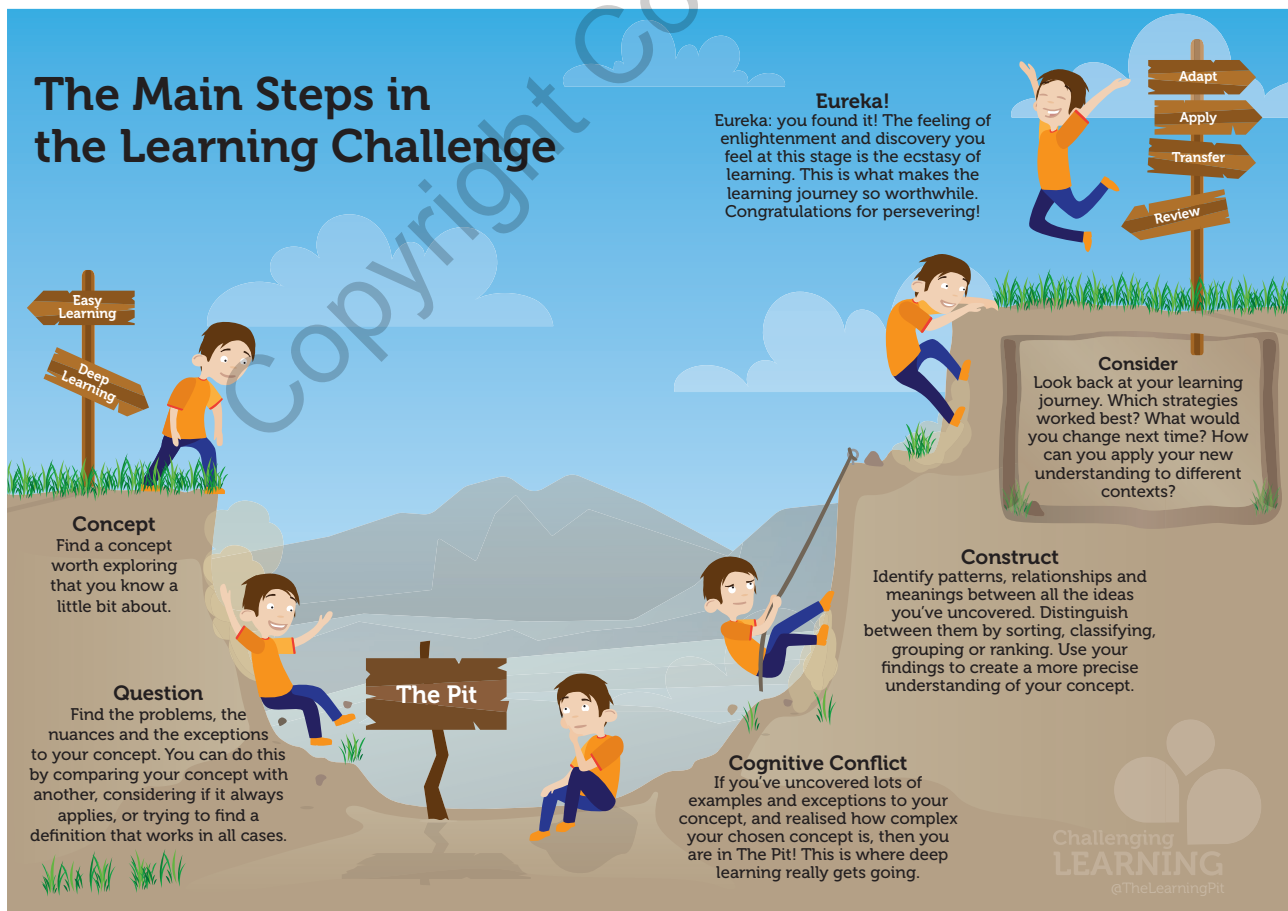 The Main Steps in
the Learning Challenge
Easy
Learning
Deep
Learning
Concept
Find a concept
worth exploring
that you know a
little bit about.
Question
Find the problems, the
nuances and the exceptions
to your concept. You can do this
by comparing your concept with
another, considering if it always
applies, or trying to find a
definition that works in all cases.
The Pit
Cognitive Conflict
If you’ve uncovered lots of
examples and exceptions to your
concept, and realised how complex
your chosen concept is, then you
are in The Pit! This is where deep
learning really gets going.
Construct
Identify patterns, relationships and
meanings between all the ideas
you’ve uncovered. Distinguish
between them by sorting, classifying,
grouping or ranking. Use your
findings to create a more precise
understanding of your concept.
Eureka!
Eureka: you found it! The feeling of
enlightenment and discovery you
feel at this stage is the ecstasy of
learning. This is what makes the
learning journey so worthwhile.
Congratulations for persevering!
Adapt
Apply
Transfer
Review
Consider
Look back at your learning
journey. Which strategies
worked best? What would
you change next time? How
can you apply your new
understanding to different
contexts?
Challenging
LEARNING
@TheLearningPit
Copyright Co